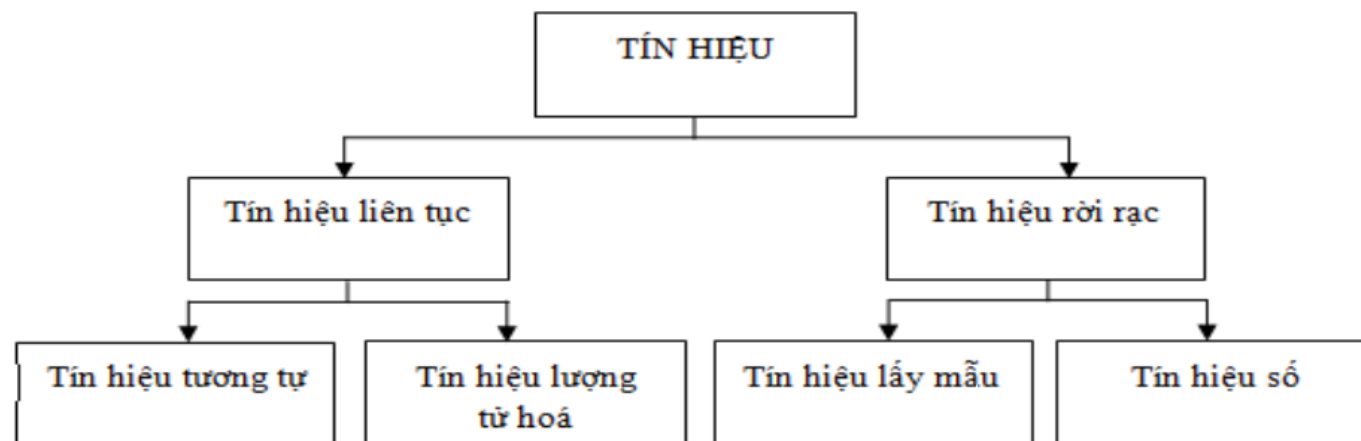 TÍN HIỆU
Tín hiệu liên tục
Tín hiệu rời rạc
Tín hiệu tương tự
Tín hiệu lượng
tử hoá
Tín hiệu lấy mẫu
Tín hiệu số